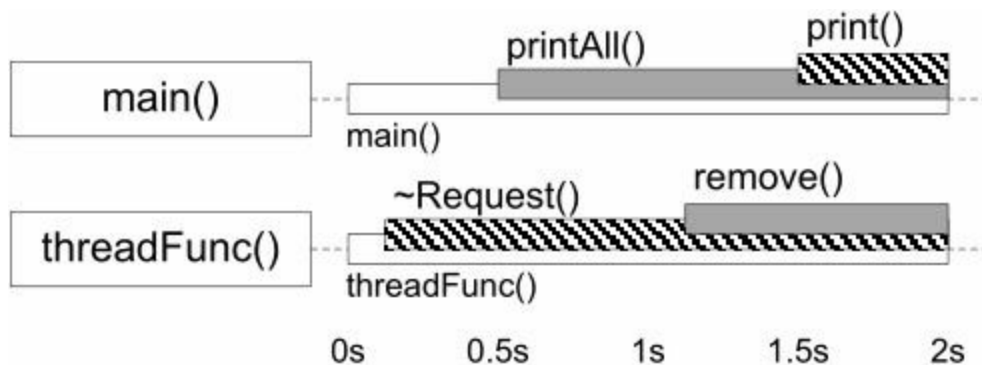 print()
printAll()
main()
main()
remove()
~Request()
threadFunc()
threadFunc()
0s 0.5s 1s 1.5s 2s